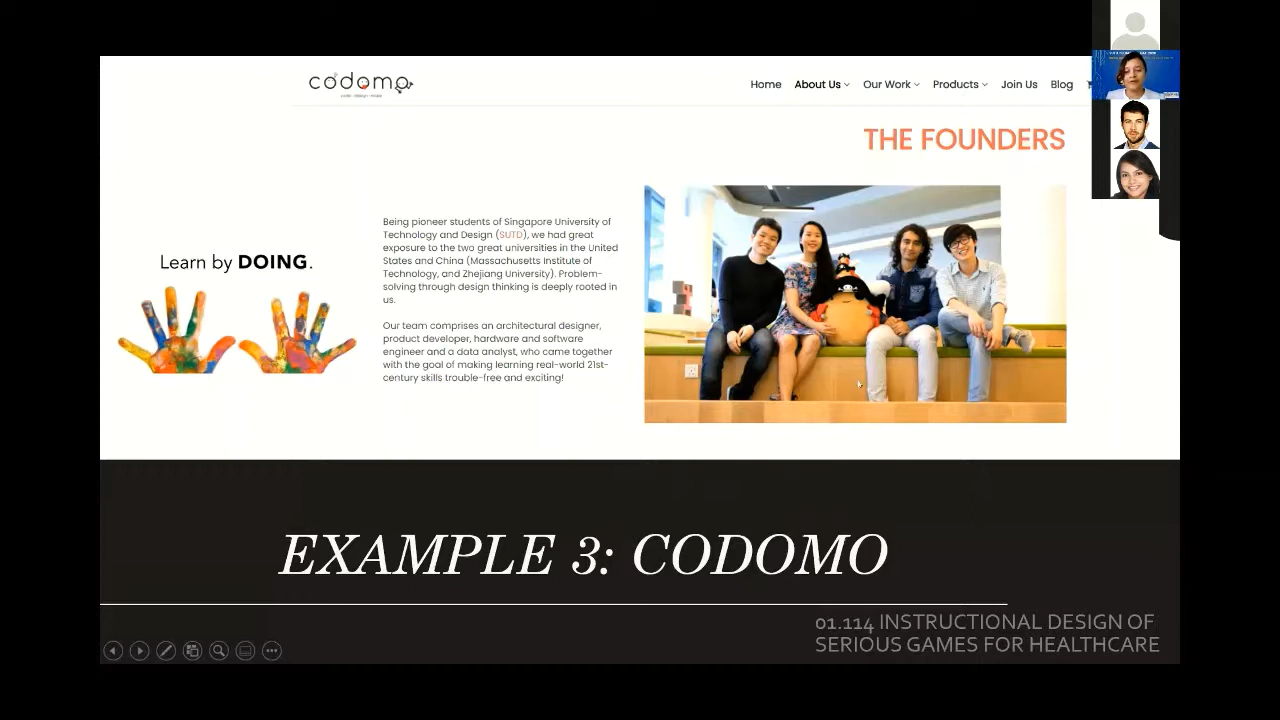 codomo
Home About Us Our Work Products Join Us Blog
THE FOUNDERS
Learn by DOING.
Being pioneer students of Singapore University of
Technology and Design (SUTD), we had great
exposure to the two great universities in the United
States and China (Massachusetts Institute of
Technology, and Zhejiang University). Problem-
solving through design thinking is deeply rooted in
us.
Our team comprises an architectural designer,
product developer, hardware and software
engineer and a data analyst, who came together
with the goal of making learning real-world 21st-
century skills trouble-free and exciting!
EXAMPLE 3: CODOMO
01.114 INSTRUCTIONAL DESIGN OF
SERIOUS GAMES FOR HEALTHCARE